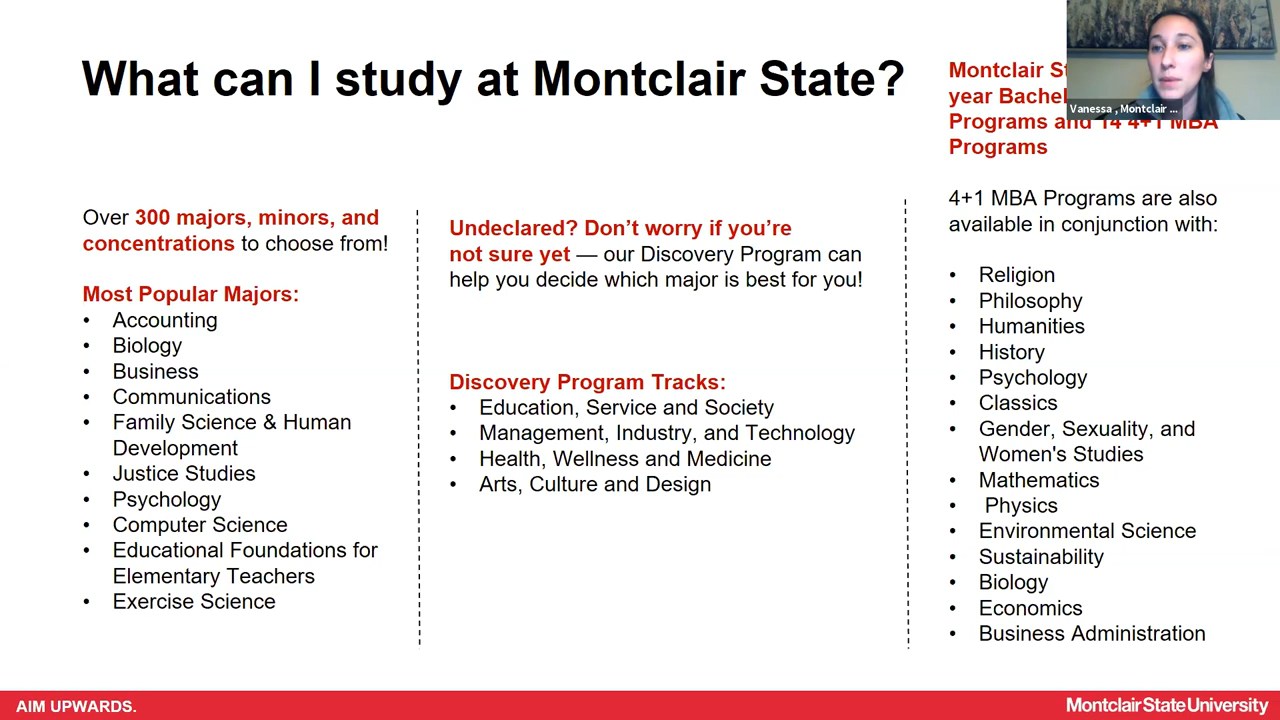 What can I study at Montclair State?
Over 300 majors, minors, and
concentrations to choose from!
Most Popular Majors:
• Accounting
• Biology
• Business
• Communications
• Family Science & Human
Development
• Justice Studies
• Psychology
• Computer Science
• Educational Foundations for
Elementary Teachers
• Exercise Science
Undeclared? Don’t worry if you’re
not sure yet — our Discovery Program can
help you decide which major is best for you!
Discovery Program Tracks:
• Education, Service and Society
• Management, Industry, and Technology
• Health, Wellness and Medicine
• Arts, Culture and Design
Montclair
year
Programs and 14 4+1 MBA
Programs
4+1 MBA Programs are also
available in conjunction with:
• Religion
• Philosophy
• Humanities
• History
• Psychology
• Classics
• Gender, Sexuality, and
Women's Studies
• Mathematics
• Physics
• Environmental Science
• Sustainability
• Biology
• Economics
• Business Administration
Vanessa , Montclair ...
AIM UPWARDS.
Montclair State University